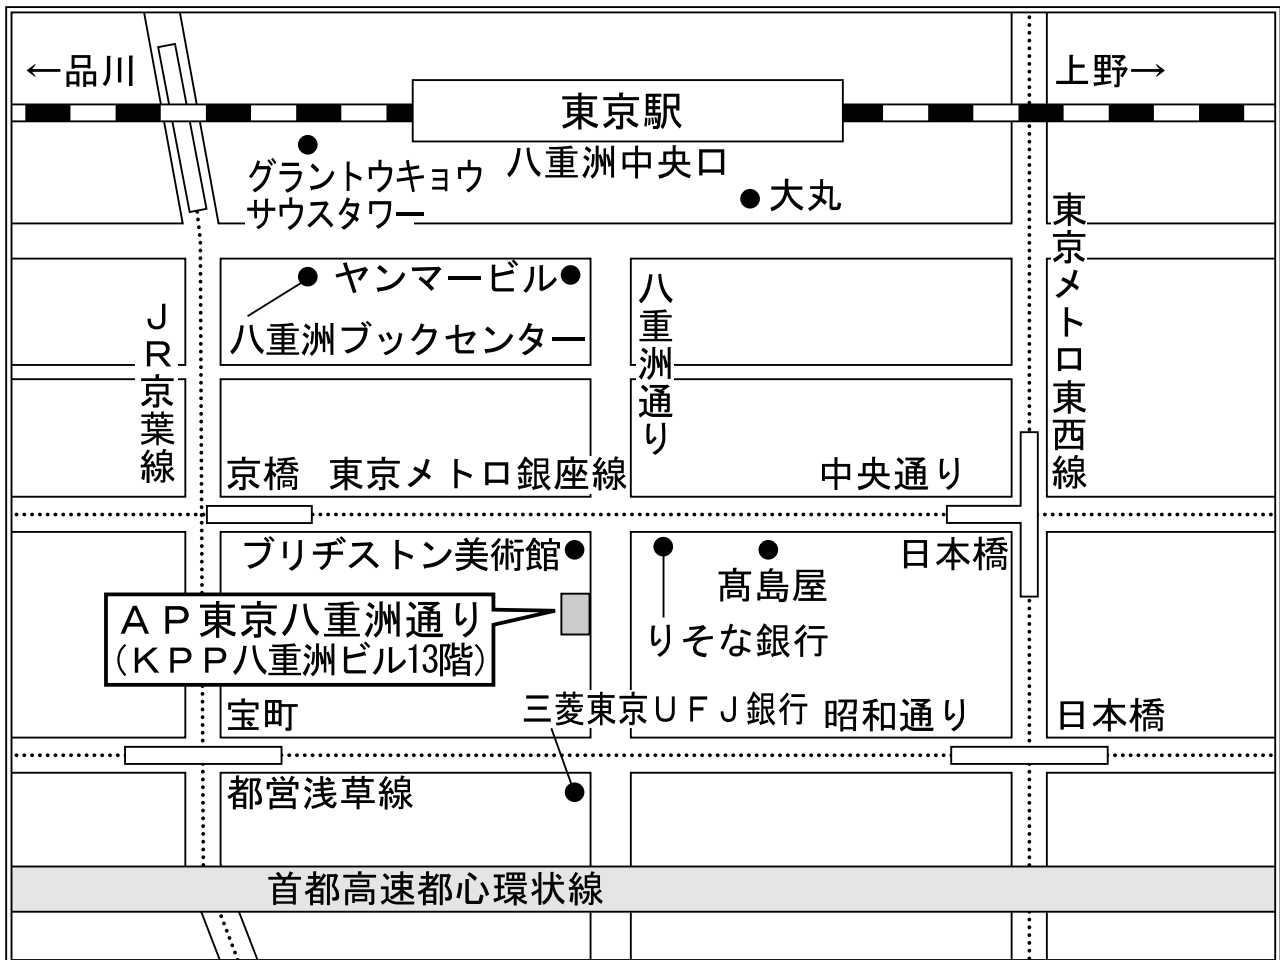 ←品川
上野→
東京駅
八重洲中央口
グラントウキョウ
サウスタワー
大丸
東京メトロ東西線
ヤンマービル
八重洲ブックセンター
八重洲通り
ＪＲ京葉線
京橋
東京メトロ銀座線
中央通り
ブリヂストン美術館
日本橋
髙島屋
りそな銀行
ＡＰ東京八重洲通り
(ＫＰＰ八重洲ビル13階)
宝町
三菱東京ＵＦＪ銀行
昭和通り
日本橋
都営浅草線
首都高速都心環状線